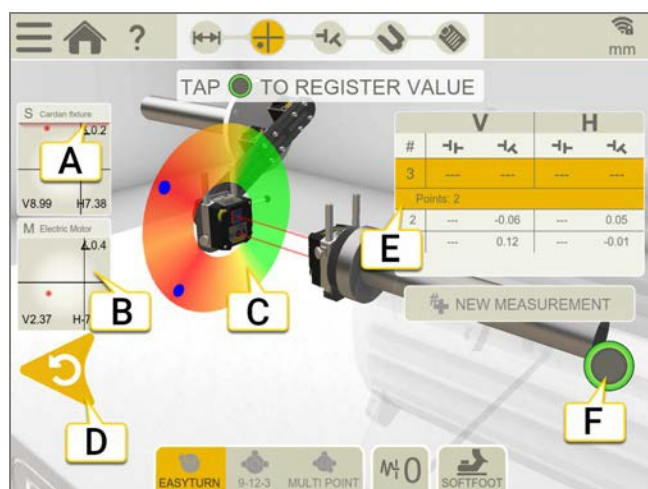 ?
mm
TAP TO REGISTER VALUE
S Cardan fixture
0.2
A
V8.99 H7.38
M Electric Motor
0.4
B
V2.37 H-7
C
D
V H
#
3 --- --- --- ---
Points: 2
2 --- -0.06 --- 0.05
--- 0.12 --- -0.01
E
NEW MEASUREMENT
F
EASYTURN 9-12-3 MULTI POINT 0 SOFTFOOT